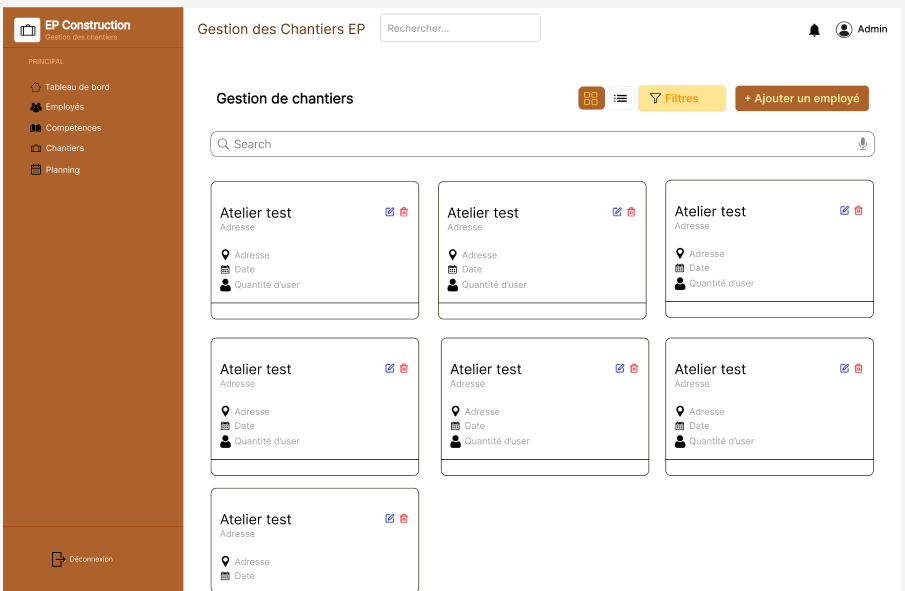 EP Construction
Gestion des chantiers
Gestion des Chantiers EP
Rechercher...
Admin
PRINCIPAL
Tableau de bord
Employés
Compétences
Chantiers
Planning
Déconnexion
Gestion de chantiers
Filtres
+ Ajouter un employé
Search
Atelier test
Adresse
Adresse
Date
Quantité d'user
Atelier test
Adresse
Adresse
Date
Quantité d'user
Atelier test
Adresse
Adresse
Date
Quantité d'user
Atelier test
Adresse
Adresse
Date
Quantité d'user
Atelier test
Adresse
Adresse
Date
Quantité d'user
Atelier test
Adresse
Adresse
Date
Quantité d'user
Atelier test
Adresse
Adresse
Date